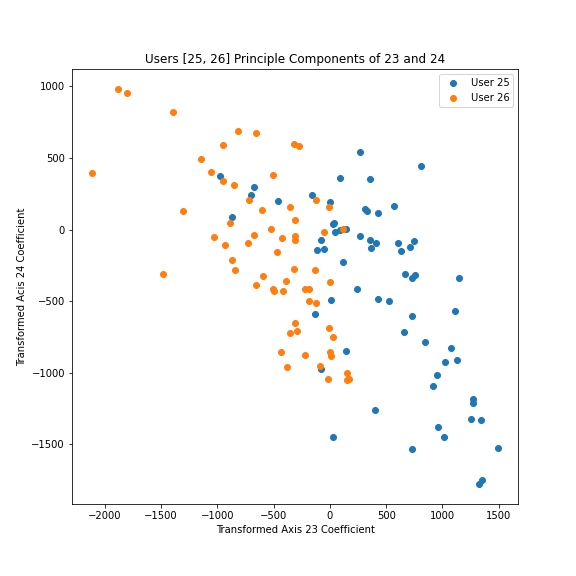 Users [25, 26] Principle Components of 23 and 24
User 25
User 26
1000
500
0
−500
−1000
−1500
Transformed Acis 24 Coefficient
−2000
−1500
−1000
−500
0
500
1000
1500
Transformed Axis 23 Coefficient